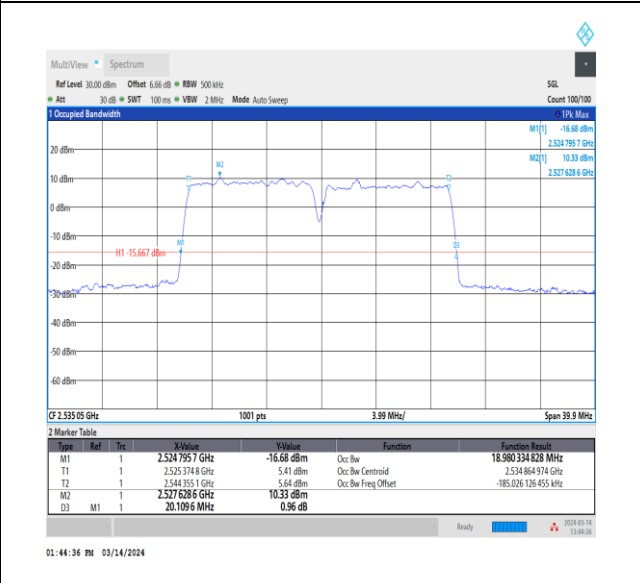 MultiView Spectrum
Ref Level 30.00 dBm Offset 6.66 dB RBW 500 kHz SGL
Att 30 dB SWT 100 ms VBW 2 MHz Mode Auto Sweep Count 100/100
1 Occupied Bandwidth 1Pk Max
M1[1] -16.68 dBm
2.524 795 7 GHz
M2[1] 10.33 dBm
2.527 628 6 GHz
20 dBm
M2
T1 T2
10 dBm
0 dBm
-10 dBm
M1 D3
H1 -15.667 dBm
-20 dBm
-30 dBm
-40 dBm
-50 dBm
-60 dBm
CF 2.535 05 GHz 1001 pts 3.99 MHz/ Span 39.9 MHz
2 Marker Table
Type Ref Trc X-Value Y-Value Function Function Result
M1 1 2.524 795 7 GHz -16.68 dBm Occ Bw 18.980 334 828 MHz
T1 1 2.525 374 8 GHz 5.41 dBm Occ Bw Centroid 2.534 864 974 GHz
T2 1 2.544 355 1 GHz 5.64 dBm Occ Bw Freq Offset -185.026 126 455 kHz
M2 1 2.527 628 6 GHz 10.33 dBm
D3 M1 1 20.109 6 MHz 0.96 dB
Ready 2024-03-14
13:44:36
01:44:36 PM 03/14/2024